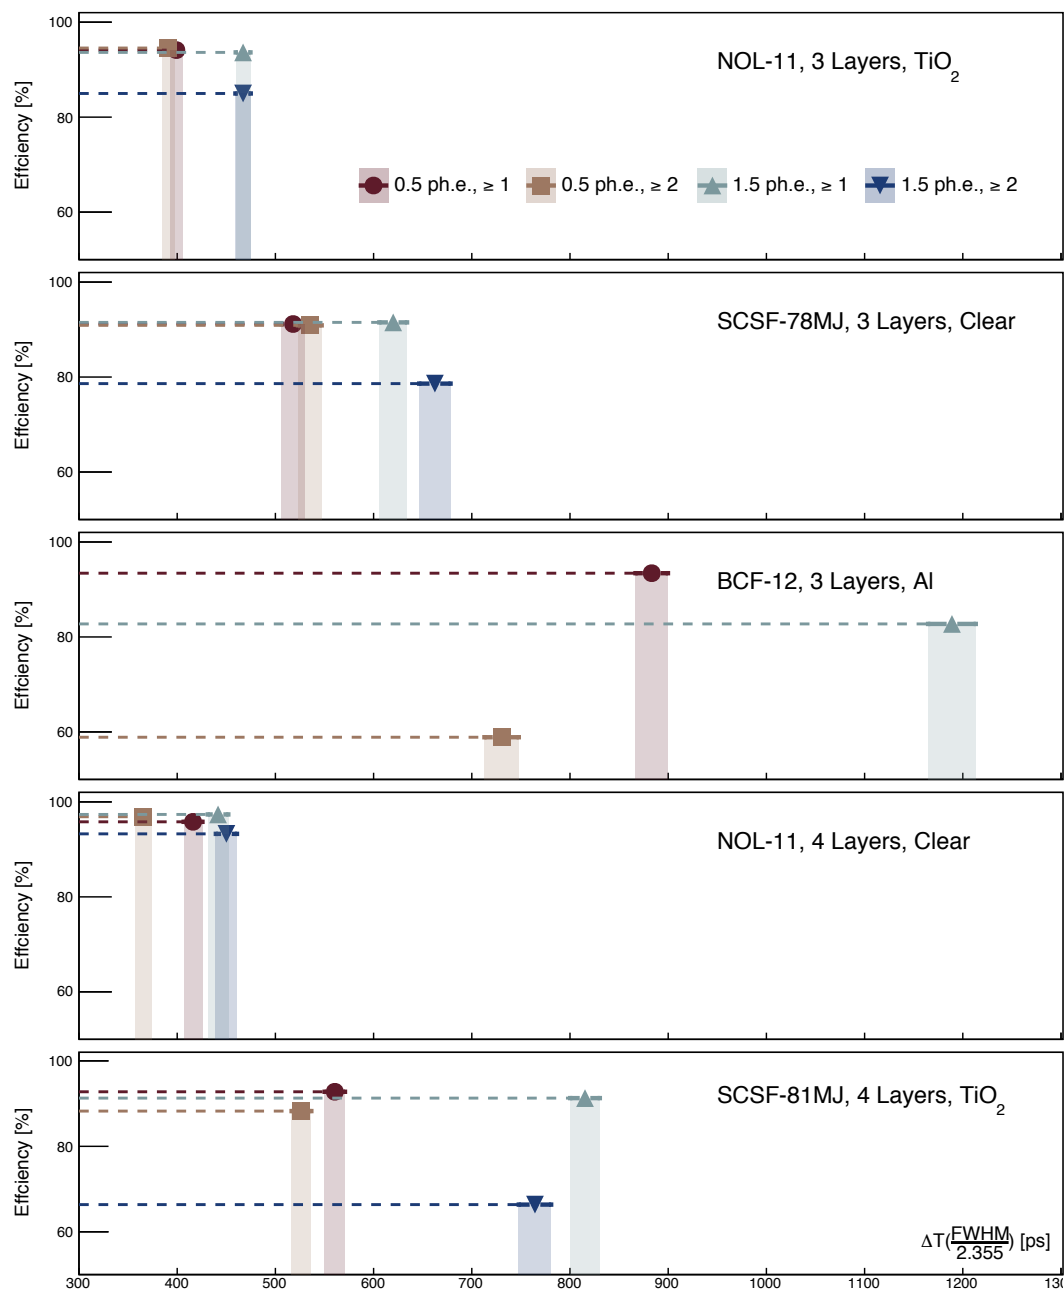 100
80
60
Effciency [%]
NOL-11, 3 Layers, TiO2
0.5 ph.e., ≥ 1 0.5 ph.e., ≥ 2 1.5 ph.e., ≥ 1 1.5 ph.e., ≥ 2
100
80
60
Effciency [%]
SCSF-78MJ, 3 Layers, Clear
100
80
60
Effciency [%]
BCF-12, 3 Layers, Al
100
80
60
Effciency [%]
NOL-11, 4 Layers, Clear
100
80
60
Effciency [%]
SCSF-81MJ, 4 Layers, TiO2
ΔT(FWHM/2.355) [ps]
300 400 500 600 700 800 900 1000 1100 1200